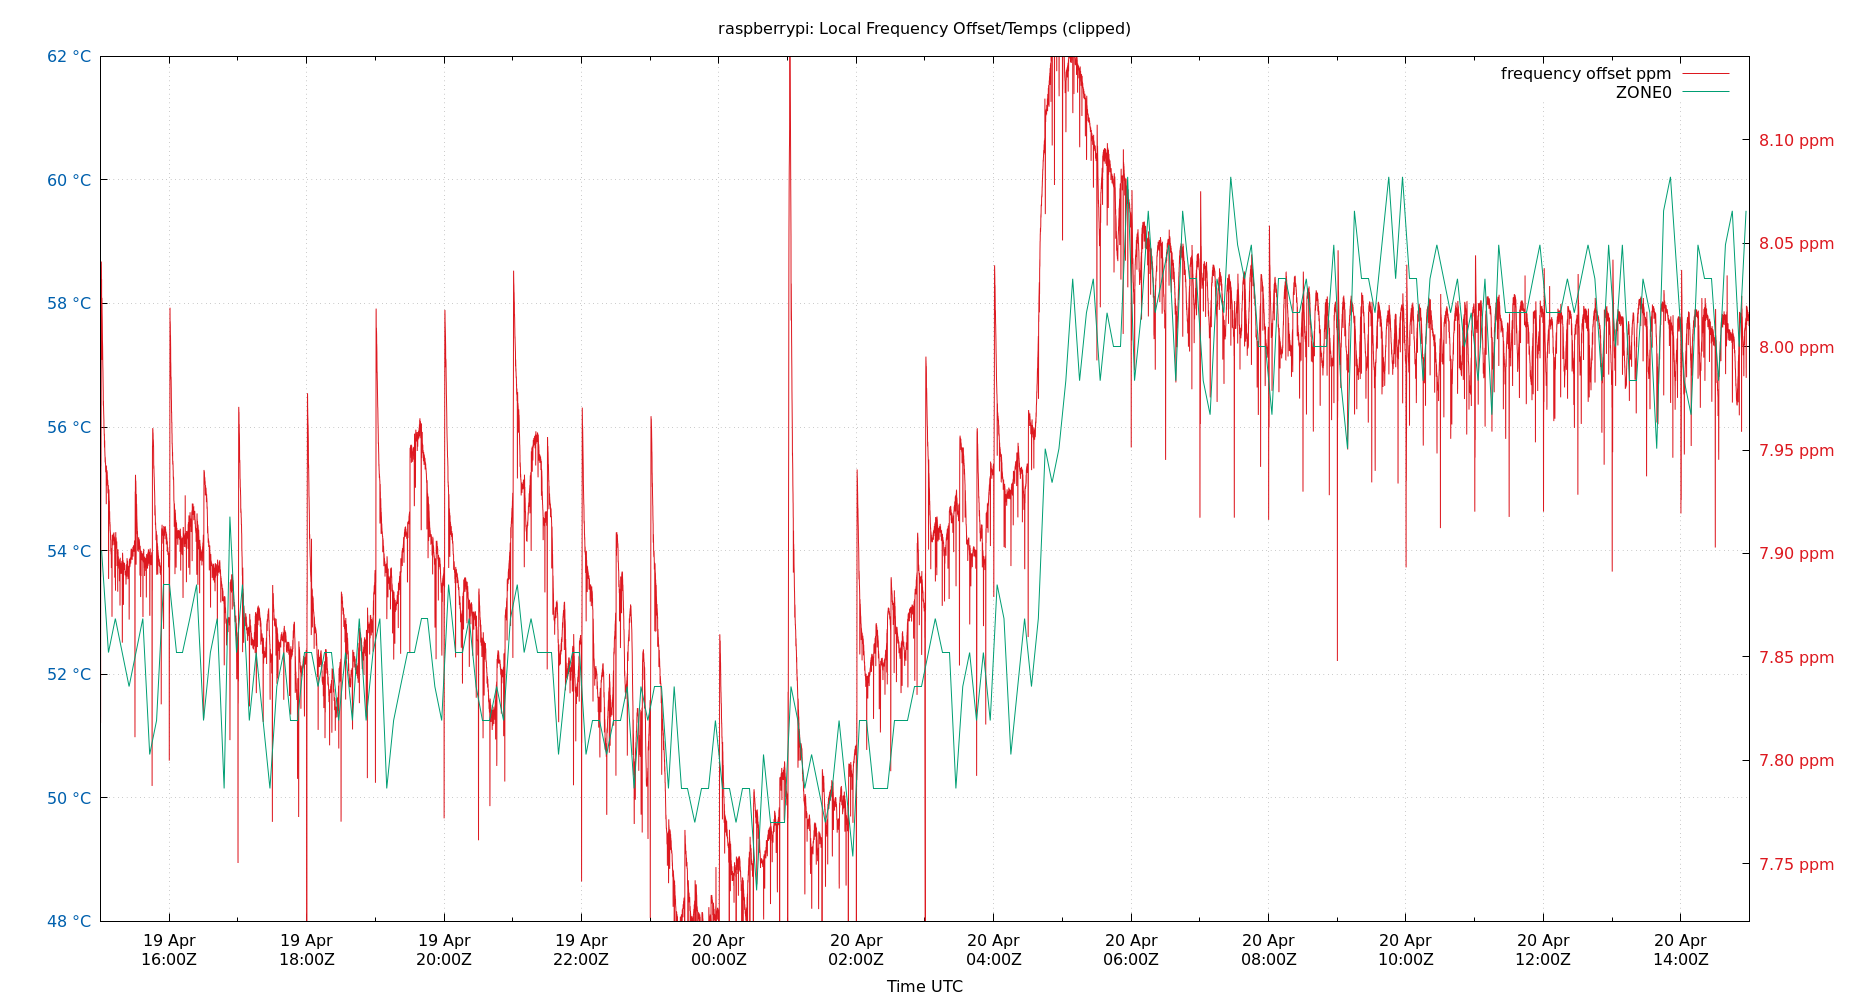 raspberrypi: Local Frequency Offset/Temps (clipped)
frequency offset ppm
ZONE0
62 °C
60 °C
58 °C
56 °C
54 °C
52 °C
50 °C
48 °C
8.10 ppm
8.05 ppm
8.00 ppm
7.95 ppm
7.90 ppm
7.85 ppm
7.80 ppm
7.75 ppm
19 Apr 19 Apr 19 Apr 19 Apr 20 Apr 20 Apr 20 Apr 20 Apr 20 Apr 20 Apr 20 Apr 20 Apr
16:00Z 18:00Z 20:00Z 22:00Z 00:00Z 02:00Z 04:00Z 06:00Z 08:00Z 10:00Z 12:00Z 14:00Z
Time UTC